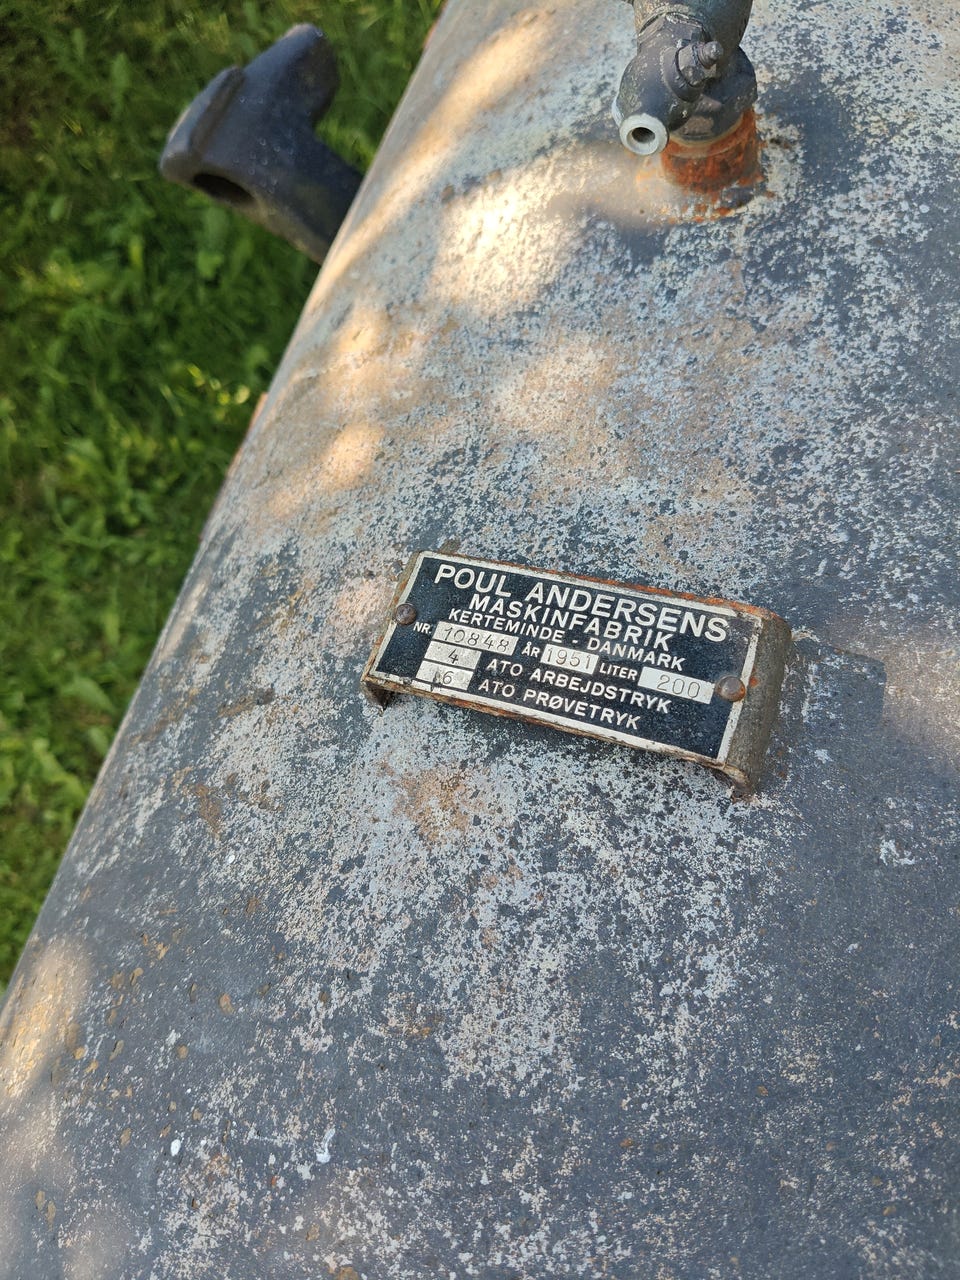 POUL ANDERSENS
MASKINFABRIK
KERTEMINDE - DANMARK
NR. 10848 ÅR 1951 LITER 200
4 ATO ARBEJDSTRYK
6 ATO PRØVETRYK